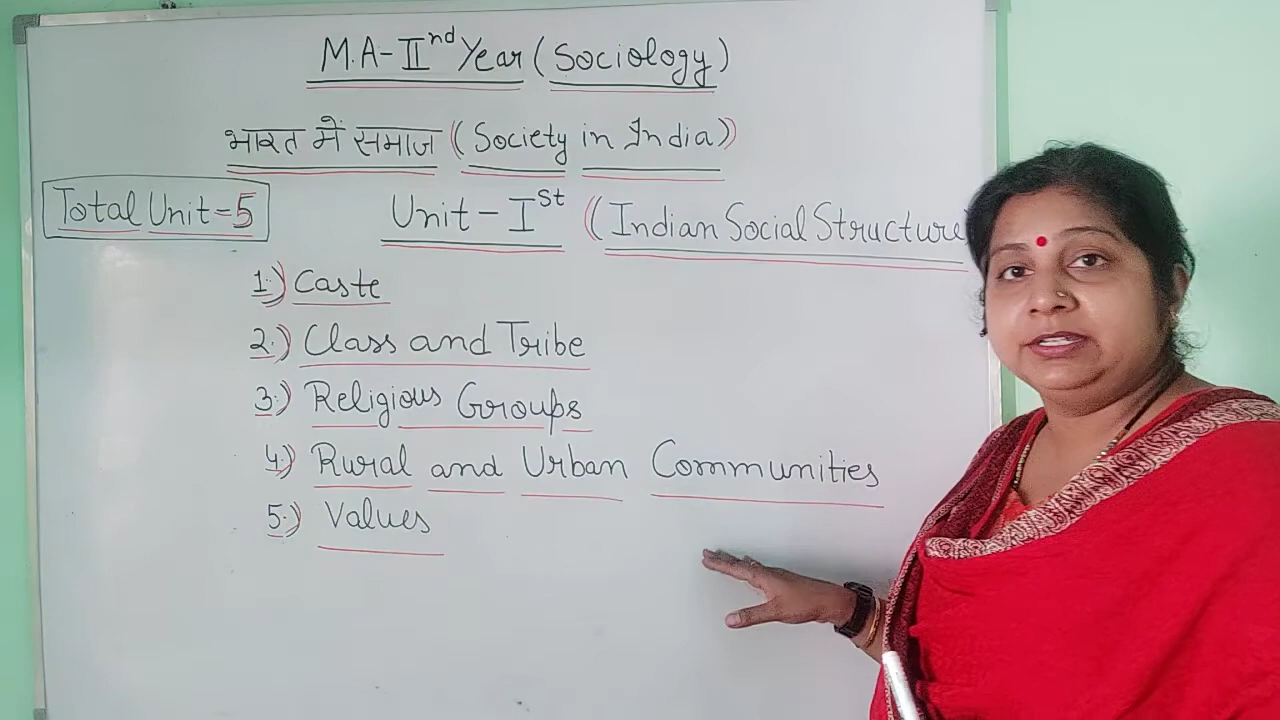 M.A-IInd Year (Sociology)
भारत में समाज (Society in India)
Total Unit=5
Unit-Ist (Indian Social Structure
1.) Caste
2.) Class and Tribe
3.) Religious Groups
4.) Rural and Urban Communities
5.) Values